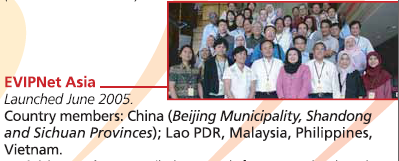 EVIPNet Asia
Launched June 2005.
Country members: China (Beijing Municipality, Shandong
and Sichuan Provinces); Lao PDR, Malaysia, Philippines,
Vietnam.